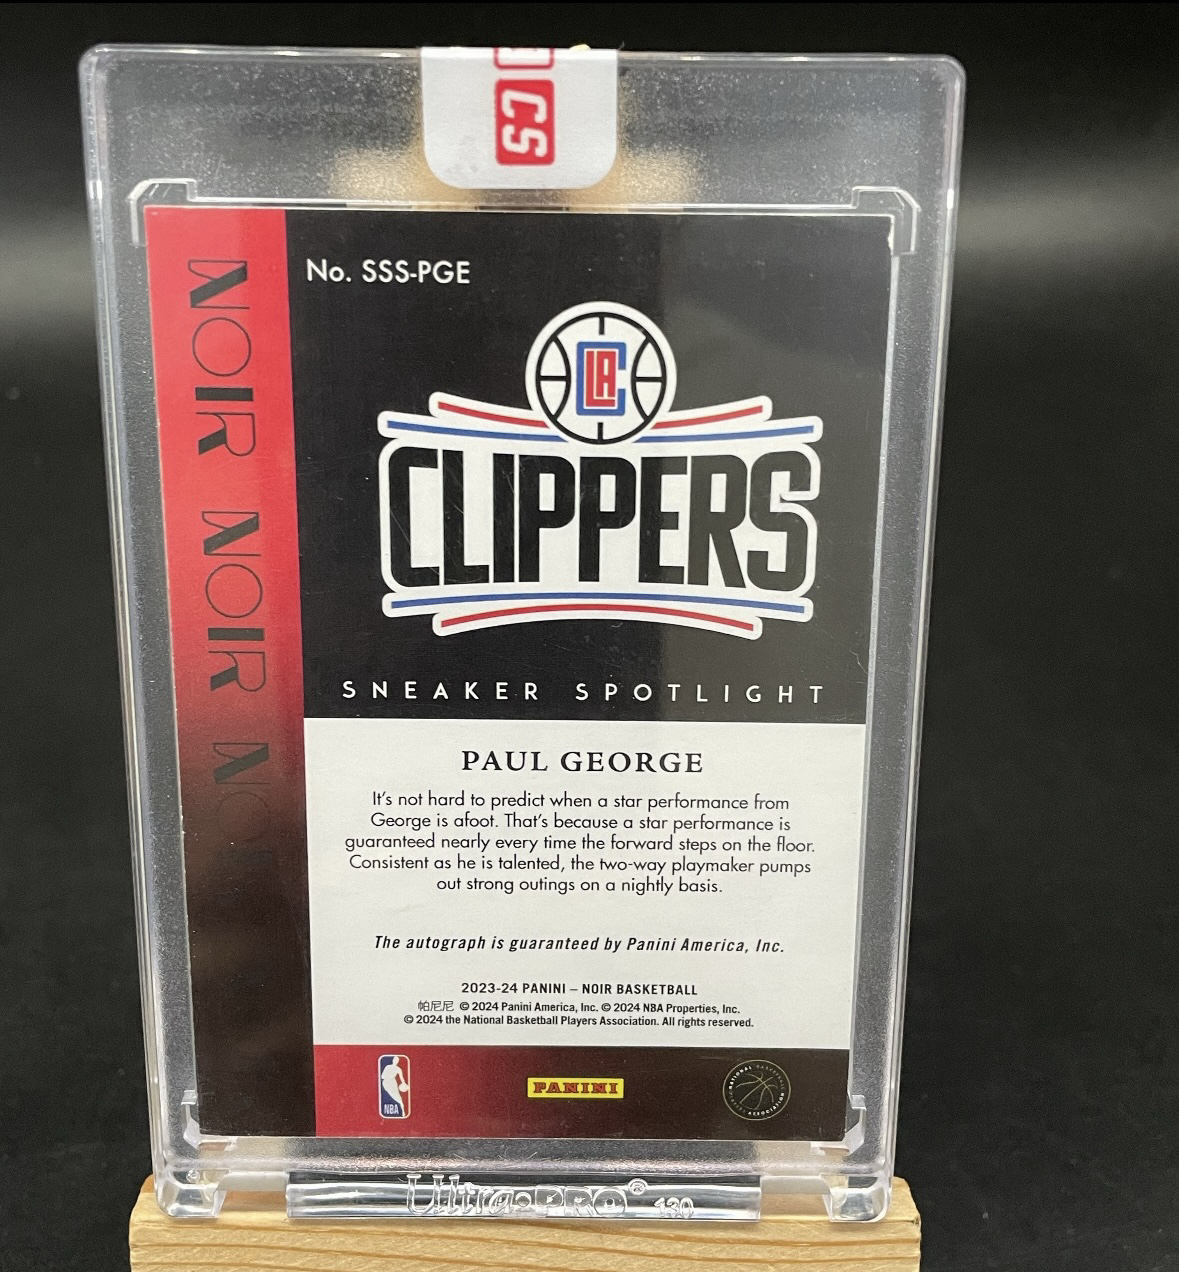 CS
No. SSS-PGE
NOIR NOIR NOIR
LAC
CLIPPERS
SNEAKER SPOTLIGHT
PAUL GEORGE
It's not hard to predict when a star performance from
George is afoot. That's because a star performance is
guaranteed nearly every time the forward steps on the floor.
Consistent as he is talented, the two-way playmaker pumps
out strong outings on a nightly basis.
The autograph is guaranteed by Panini America, Inc.
2023-24 PANINI – NOIR BASKETBALL
帕尼尼 © 2024 Panini America, Inc. © 2024 NBA Properties, Inc.
© 2024 the National Basketball Players Association. All rights reserved.
NBA
PANINI
NATIONAL BASKETBALL
ASSOCIATION
Ultra·PRO® 130